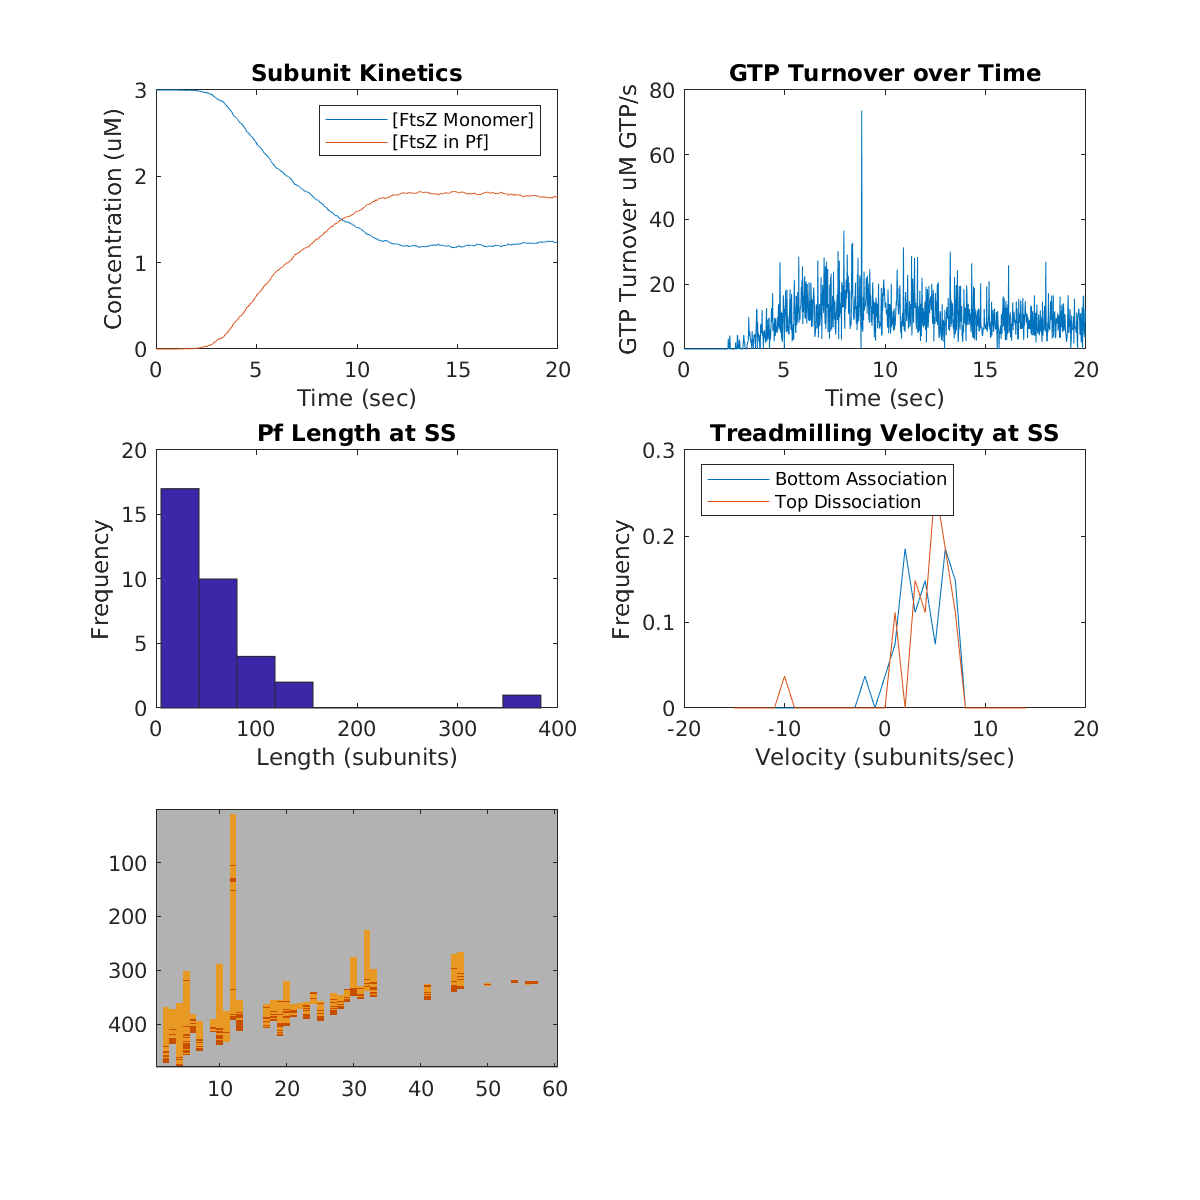 Subunit Kinetics
3
2
1
0
Concentration (uM)
[FtsZ Monomer]
[FtsZ in Pf]
0 5 10 15 20
Time (sec)
GTP Turnover over Time
80
60
40
20
0
GTP Turnover uM GTP/s
0 5 10 15 20
Time (sec)
Pf Length at SS
20
15
10
5
0
Frequency
0 100 200 300 400
Length (subunits)
Treadmilling Velocity at SS
0.3
0.2
0.1
0
Frequency
Bottom Association
Top Dissociation
-20 -10 0 10 20
Velocity (subunits/sec)
100
200
300
400
10 20 30 40 50 60